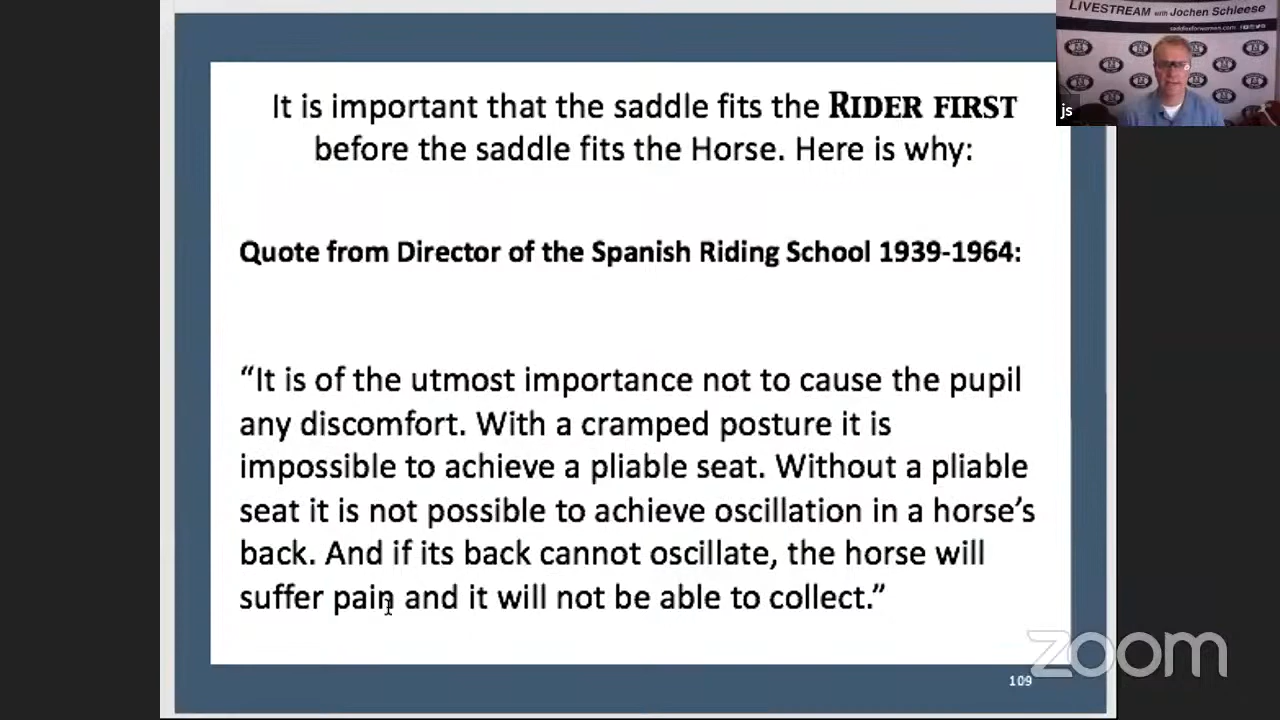 LIVESTREAM with Jochen Schleese
js
It is important that the saddle fits the RIDER FIRST
before the saddle fits the Horse. Here is why:
Quote from Director of the Spanish Riding School 1939-1964:
“It is of the utmost importance not to cause the pupil
any discomfort. With a cramped posture it is
impossible to achieve a pliable seat. Without a pliable
seat it is not possible to achieve oscillation in a horse’s
back. And if its back cannot oscillate, the horse will
suffer pain and it will not be able to collect.”
zoom
109